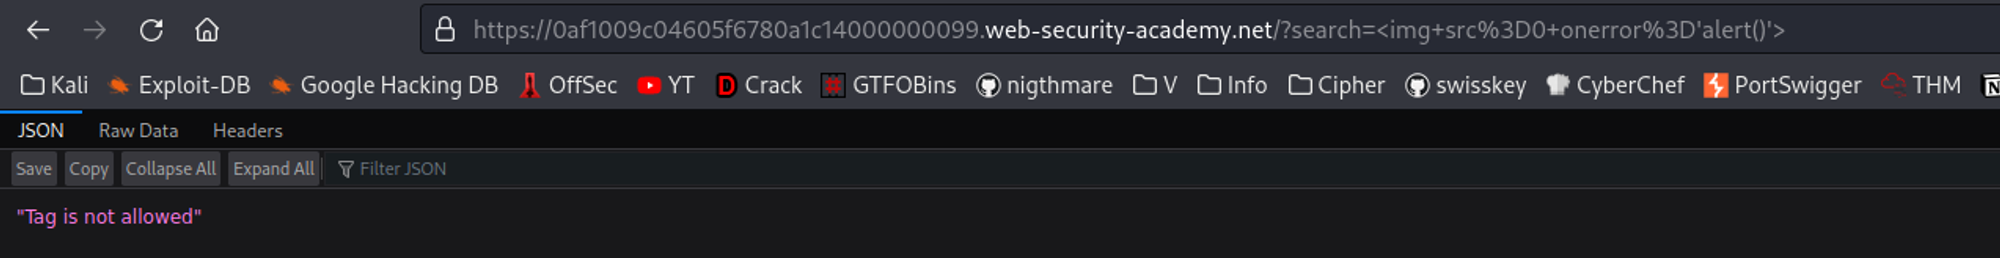 https://0af1009c04605f6780a1c14000000099.web-security-academy.net/?search=<img+src%3D0+onerror%3D'alert()'>
Kali Exploit-DB Google Hacking DB OffSec YT Crack GTFOBins nigthmare V Info Cipher swisskey CyberChef PortSwigger THM
JSON Raw Data Headers
Save Copy Collapse All Expand All Filter JSON
"Tag is not allowed"